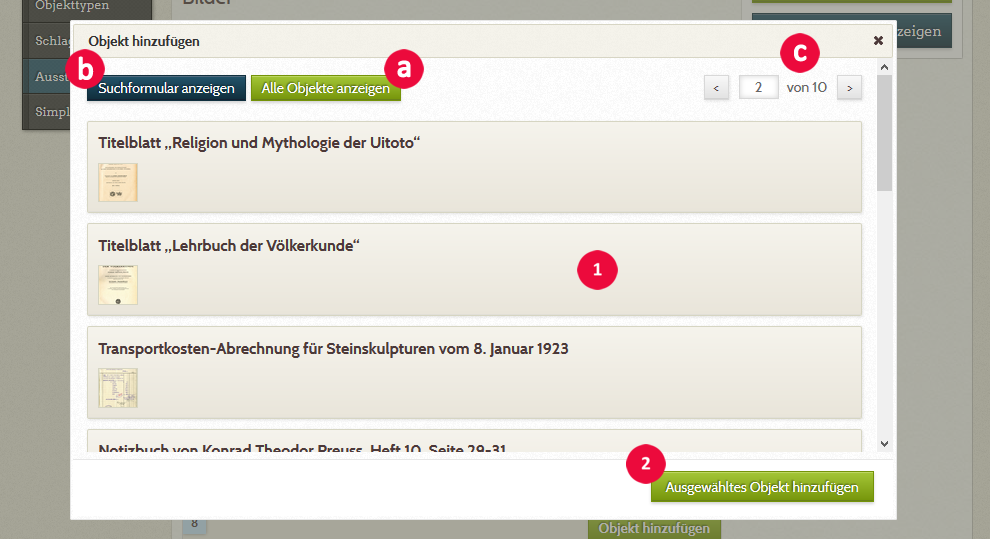 Objekttypen
Bilder
Schla
zeigen
Ausst
Simpl
Objekt hinzufügen
b
a
c
Suchformular anzeigen
Alle Objekte anzeigen
<
2
von 10
>
Titelblatt „Religion und Mythologie der Uitoto“
Titelblatt „Lehrbuch der Völkerkunde“
1
Transportkosten-Abrechnung für Steinskulpturen vom 8. Januar 1923
Notizbuch von Konrad Theodor Preuss, Heft 10, Seite 29-31
2
Ausgewähltes Objekt hinzufügen
8
Objekt hinzufügen